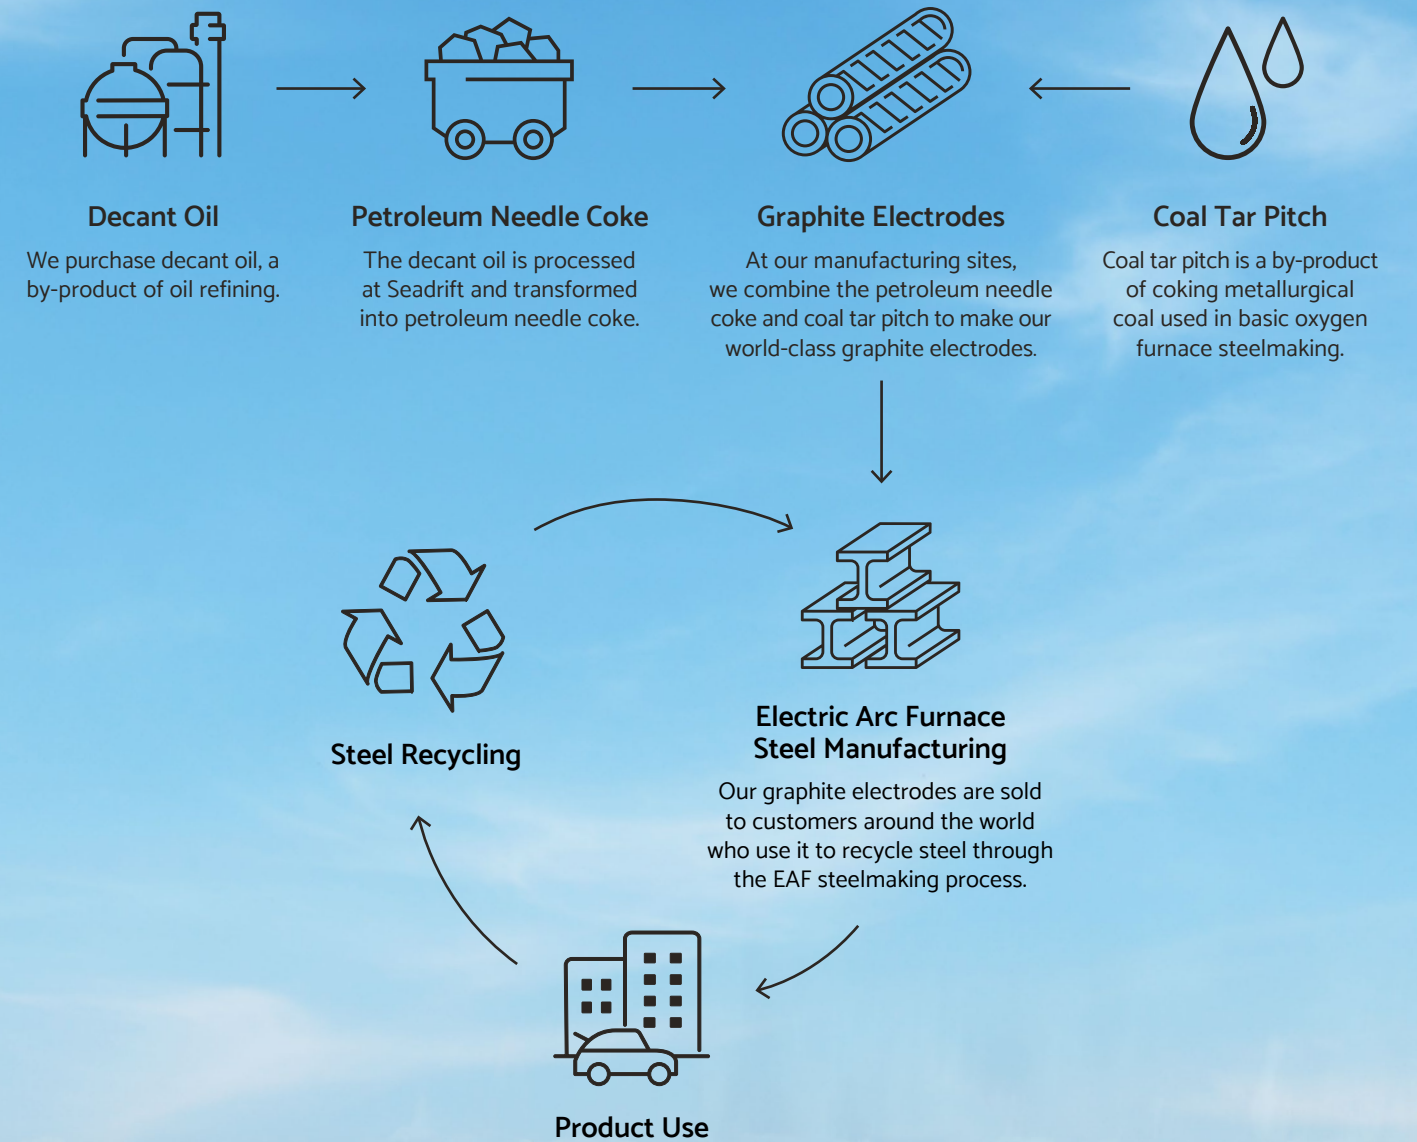 Decant Oil
We purchase decant oil, a
by-product of oil refining.
Petroleum Needle Coke
The decant oil is processed
at Seadrift and transformed
into petroleum needle coke.
Graphite Electrodes
At our manufacturing sites,
we combine the petroleum needle
coke and coal tar pitch to make our
world-class graphite electrodes.
Coal Tar Pitch
Coal tar pitch is a by-product
of coking metallurgical
coal used in basic oxygen
furnace steelmaking.
Steel Recycling
Electric Arc Furnace
Steel Manufacturing
Our graphite electrodes are sold
to customers around the world
who use it to recycle steel through
the EAF steelmaking process.
Product Use